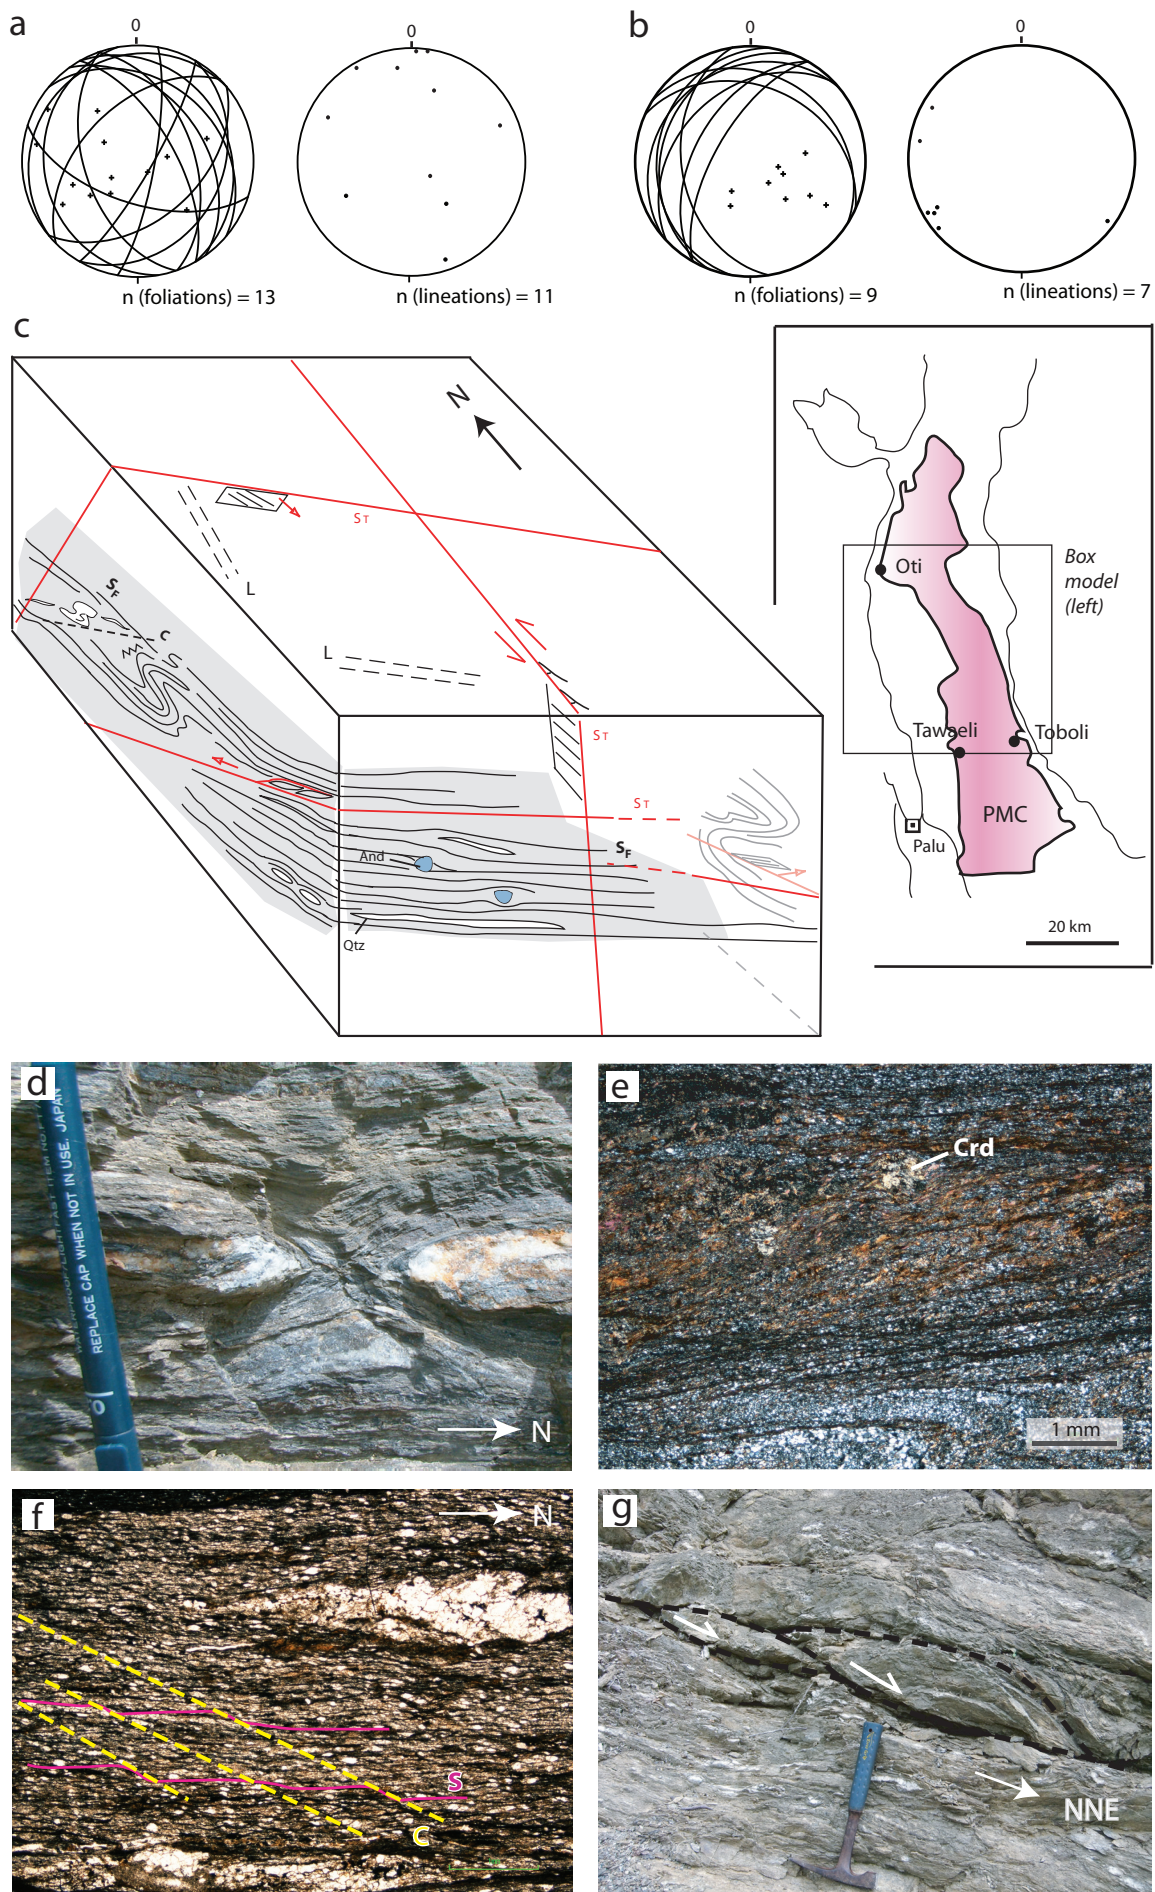 a
b
0
0
0
0
n (foliations) = 13
n (lineations) = 11
n (foliations) = 9
n (lineations) = 7
c
N
ST
L
SF
C
L
ST
ST
SF
And
Qtz
Oti
Box
model
(left)
Tawaeli
Toboli
PMC
Palu
20 km
d
REPLACE CAP WHEN NOT IN USE. JAPAN
10
N
e
Crd
1 mm
f
N
S
C
g
NNE